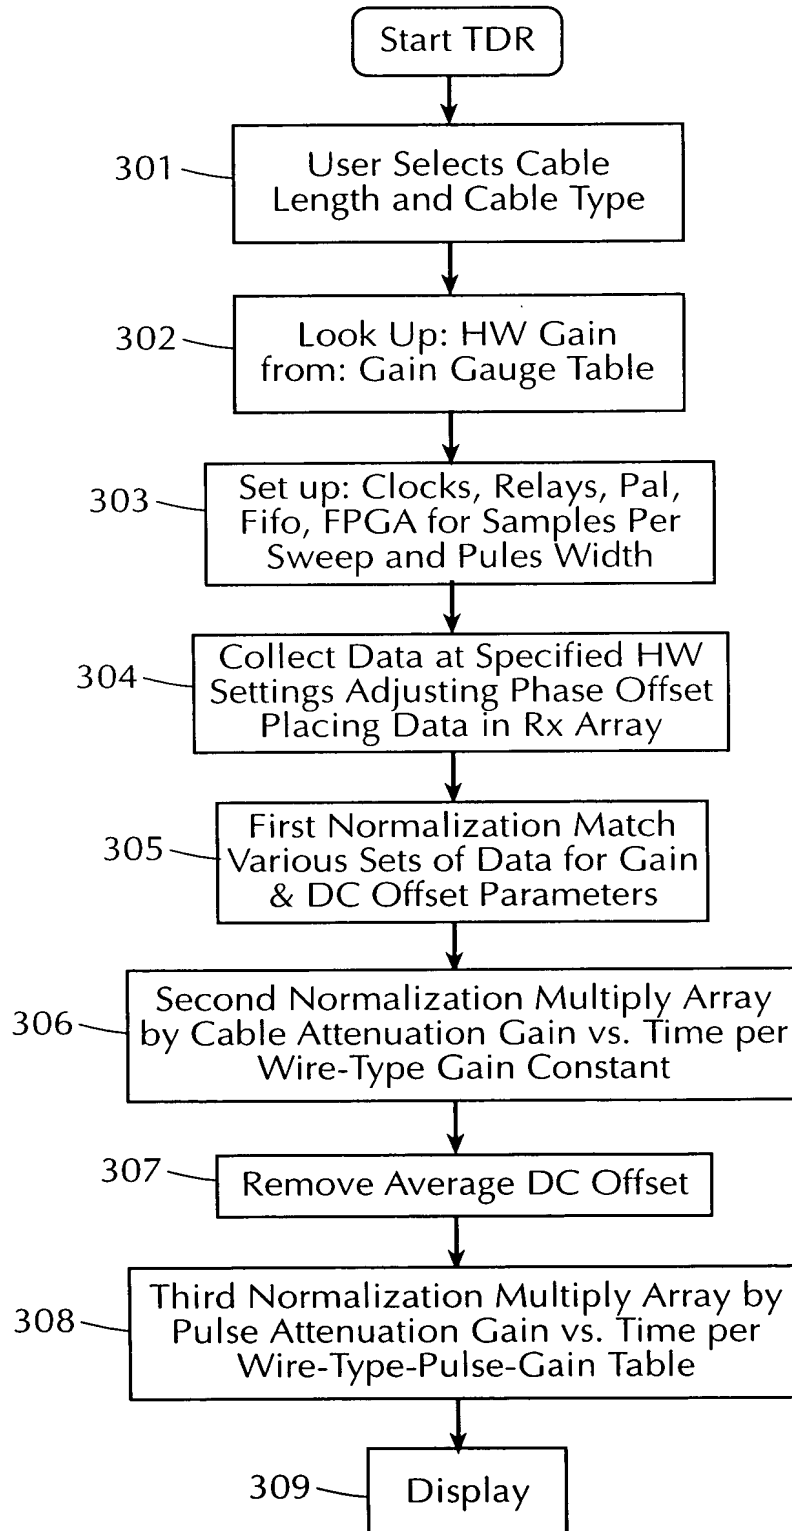 Start TDR
301
User Selects Cable
Length and Cable Type
302
Look Up: HW Gain
from: Gain Gauge Table
303
Set up: Clocks, Relays, Pal,
Fifo, FPGA for Samples Per
Sweep and Pules Width
304
Collect Data at Specified HW
Settings Adjusting Phase Offset
Placing Data in Rx Array
305
First Normalization Match
Various Sets of Data for Gain
& DC Offset Parameters
306
Second Normalization Multiply Array
by Cable Attenuation Gain vs. Time per
Wire-Type Gain Constant
307
Remove Average DC Offset
308
Third Normalization Multiply Array by
Pulse Attenuation Gain vs. Time per
Wire-Type-Pulse-Gain Table
309
Display